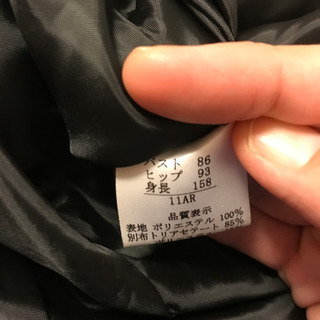 バスト 86
ヒップ 93
身長 158
11AR
品質表示
表地 ポリエステル 100%
別布 トリアセテート 85%